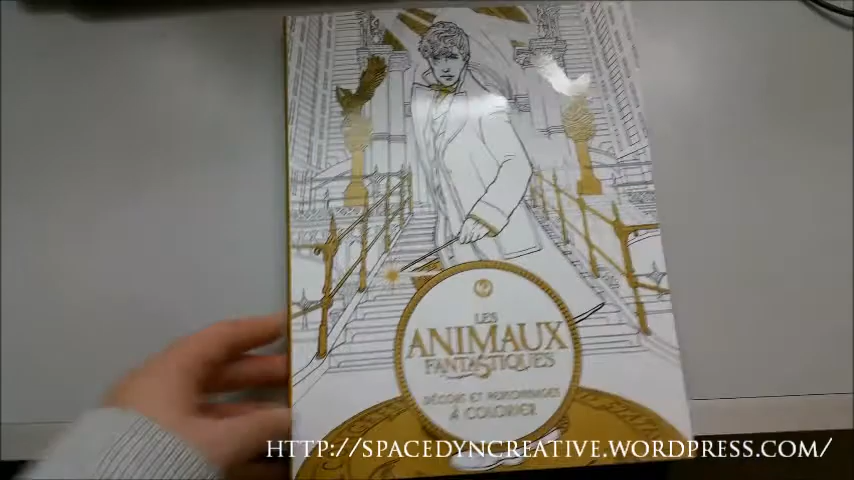 LES
ANIMAUX
FANTASTIQUES
DÉCORS ET PERSONNAGES
À COLORIER
HTTP://SPACEDYNCREATIVE.WORDPRESS.COM/